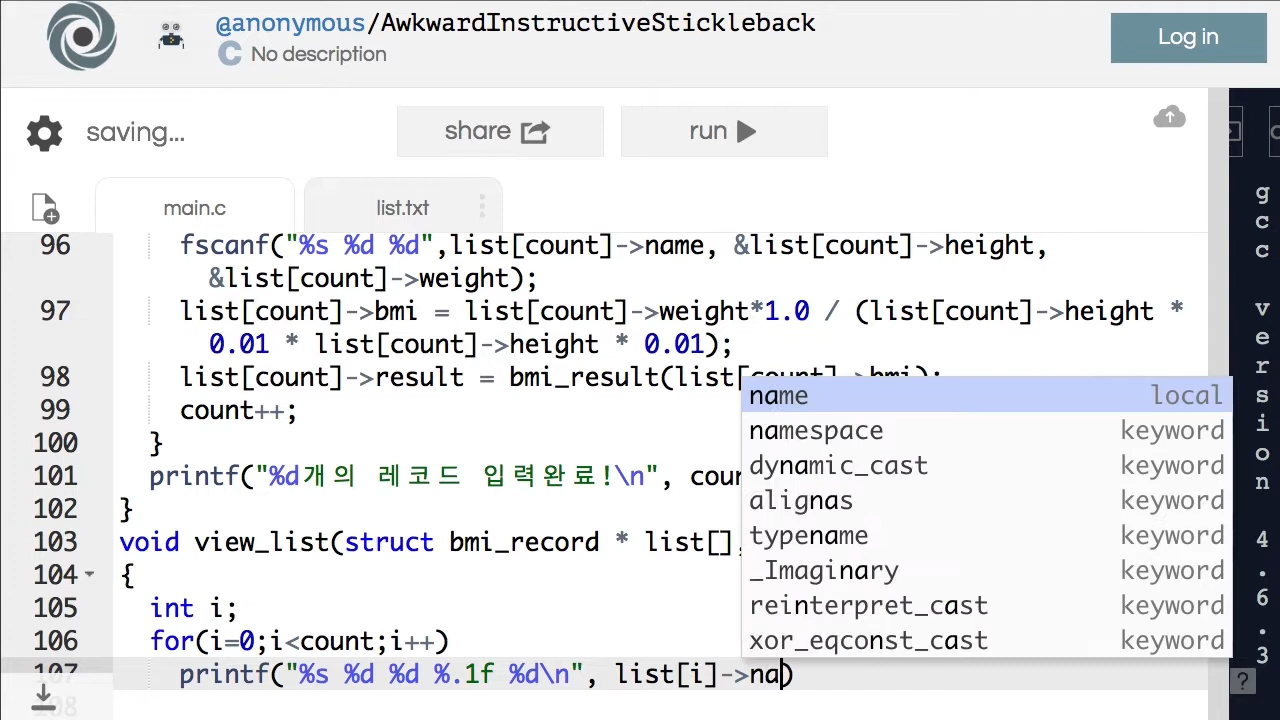 @anonymous/AwkwardInstructiveStickleback
Log in
C No description
saving...
share
run
main.c
list.txt
96 fscanf("%s %d %d",list[count]->name, &list[count]->height,
&list[count]->weight);
97 list[count]->bmi = list[count]->weight*1.0 / (list[count]->height *
0.01 * list[count]->height * 0.01);
98 list[count]->result = bmi_result(list[count]->bmi);
99 count++;
100 }
101 printf("%d개의 레코드 입력완료!\n", coun
102 }
103 void view_list(struct bmi_record * list[],
104 {
105 int i;
106 for(i=0;i<count;i++)
107 printf("%s %d %d %.1f %d\n", list[i]->na)
108
name local
namespace keyword
dynamic_cast keyword
alignas keyword
typename keyword
_Imaginary keyword
reinterpret_cast keyword
xor_eqconst_cast keyword
gcc version 4.6.3
?